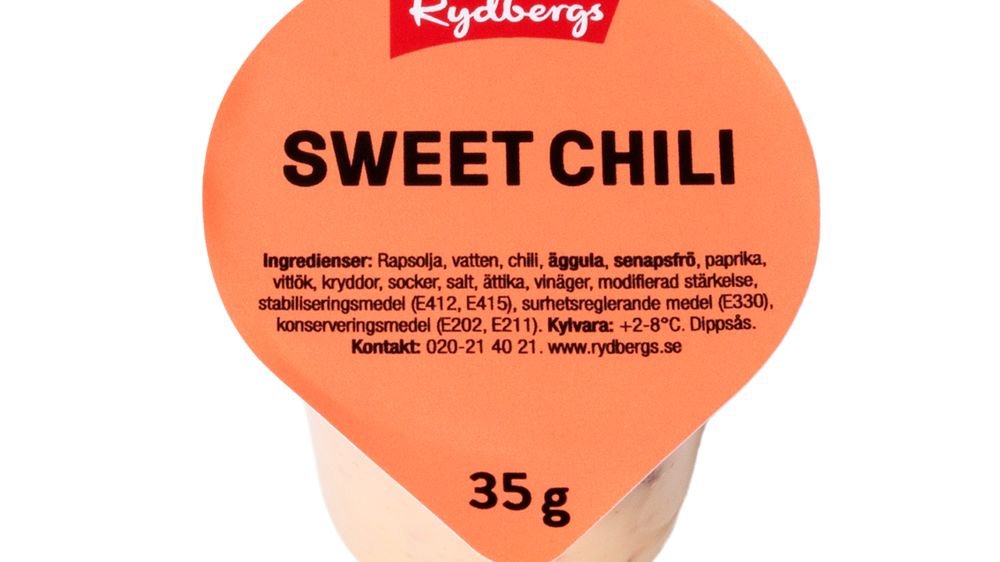 Rydbergs
SWEET CHILI
Ingredienser: Rapsolja, vatten, chili, äggula, senapsfrö, paprika,
vitlök, kryddor, socker, salt, ättika, vinäger, modifierad stärkelse,
stabiliseringsmedel (E412, E415), surhetsreglerande medel (E330),
konserveringsmedel (E202, E211). Kylvara: +2-8°C. Dippsås.
Kontakt: 020-21 40 21. www.rydbergs.se
35 g